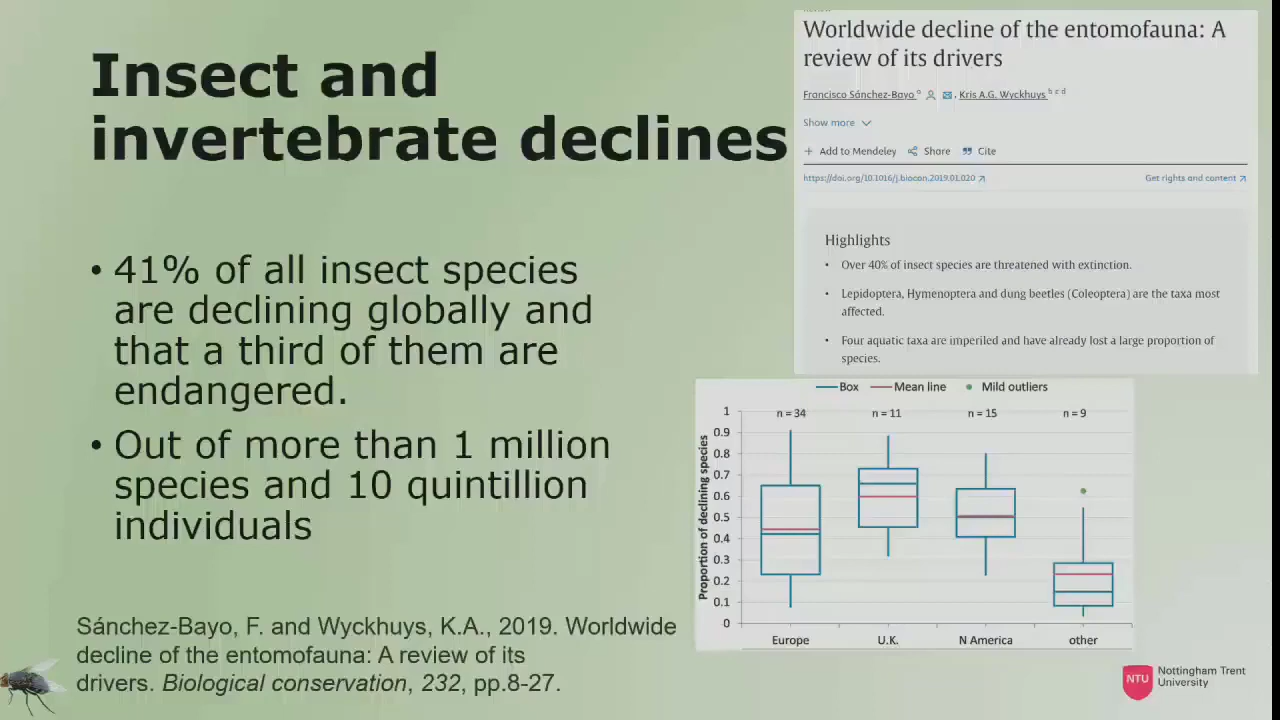 Insect and
invertebrate declines
• 41% of all insect species
are declining globally and
that a third of them are
endangered.
• Out of more than 1 million
species and 10 quintillion
individuals
Sánchez-Bayo, F. and Wyckhuys, K.A., 2019. Worldwide
decline of the entomofauna: A review of its
drivers. Biological conservation, 232, pp.8-27.
Worldwide decline of the entomofauna: A
review of its drivers
Francisco Sánchez-Bayo a , Kris A.G. Wyckhuys b c d
Show more
+ Add to Mendeley Share Cite
https://doi.org/10.1016/j.biocon.2019.01.020 Get rights and content
Highlights
• Over 40% of insect species are threatened with extinction.
• Lepidoptera, Hymenoptera and dung beetles (Coleoptera) are the taxa most
affected.
• Four aquatic taxa are imperiled and have already lost a large proportion of
species.
Box Mean line Mild outliers
n = 34 n = 11 n = 15 n = 9
Proportion of declining species
1
0.9
0.8
0.7
0.6
0.5
0.4
0.3
0.2
0.1
0
Europe U.K. N America other
NTU
Nottingham Trent
University